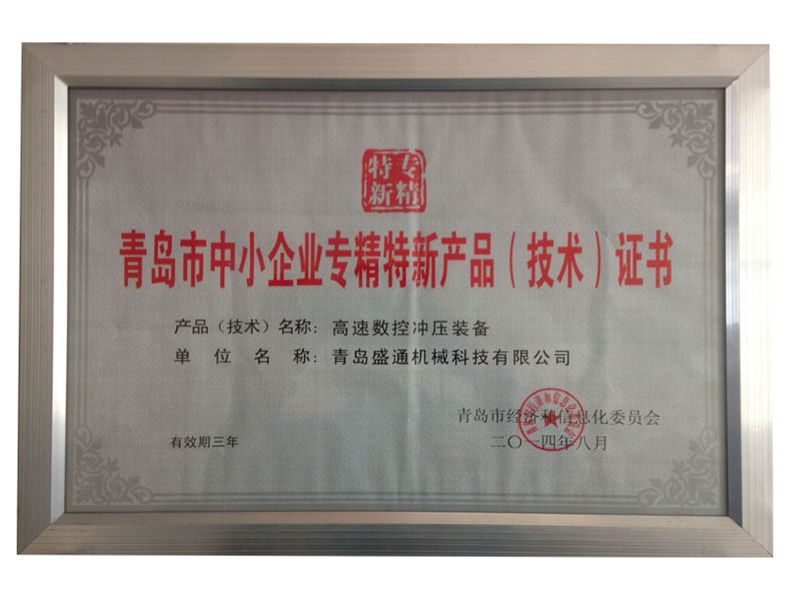 专精
特新
青岛市中小企业专精特新产品（技术）证书
产品（技术）名称：高速数控冲压装备
单位名称：青岛盛通机械科技有限公司
青岛市经济和信息化委员会
有效期三年
二〇一四年八月